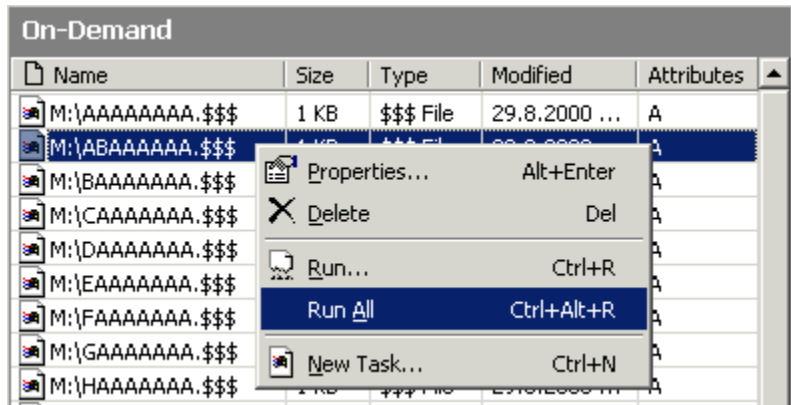 On-Demand
Name Size Type Modified Attributes
M:\AAAAAAAA.$$$ 1 KB $$$ File 29.8.2000 ... A
M:\ABAAAAAA.$$$ A
M:\BAAAAAAA.$$$ A
Properties... Alt+Enter
M:\CAAAAAAA.$$$ A
Delete Del
M:\DAAAAAAA.$$$ A
M:\EAAAAAAA.$$$ A
Run... Ctrl+R
M:\FAAAAAAA.$$$ A
Run All Ctrl+Alt+R
M:\GAAAAAAA.$$$ A
New Task... Ctrl+N
M:\HAAAAAAA.$$$ A